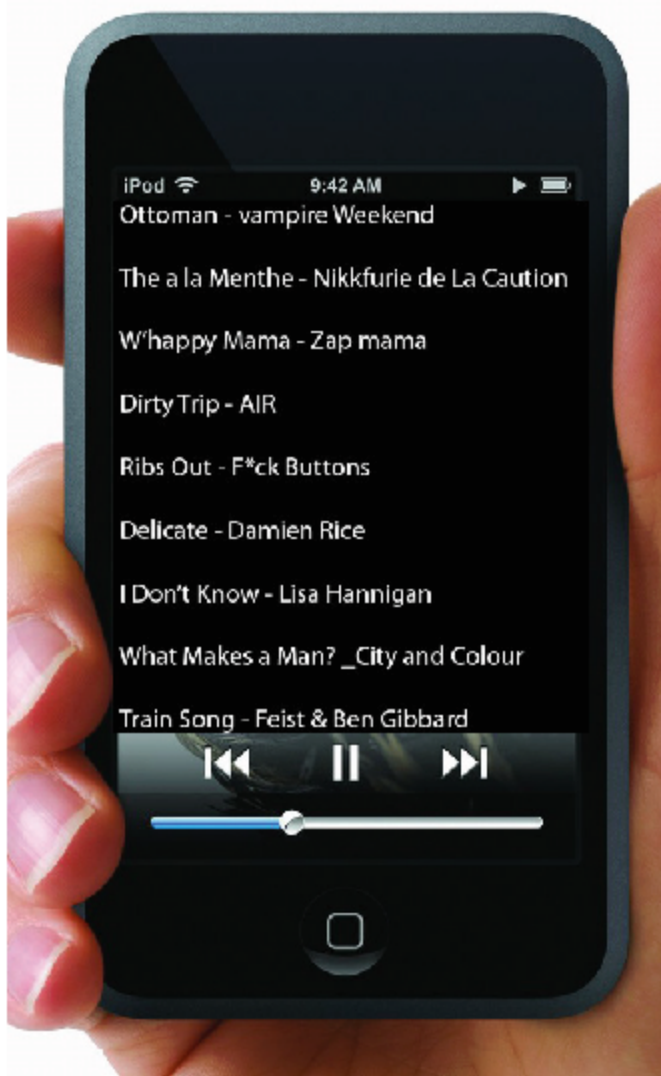 iPod 9:42 AM
Ottoman - vampire Weekend
The a la Menthe - Nikkfurie de La Caution
W'happy Mama - Zap mama
Dirty Trip - AIR
Ribs Out - F*ck Buttons
Delicate - Damien Rice
I Don't Know - Lisa Hannigan
What Makes a Man? _City and Colour
Train Song - Feist & Ben Gibbard